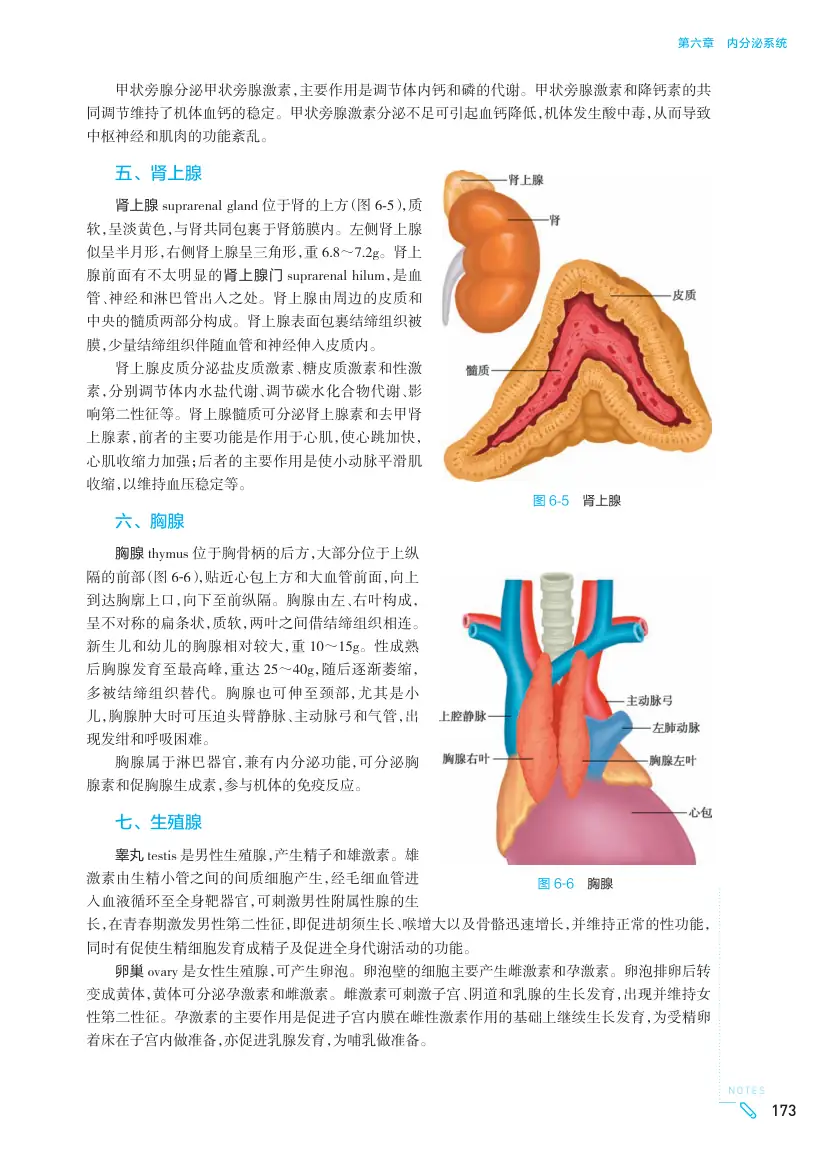 第六章 内分泌系统
甲状旁腺分泌甲状旁腺激素,主要作用是调节体内钙和磷的代谢。甲状旁腺激素和降钙素的共
同调节维持了机体血钙的稳定。甲状旁腺激素分泌不足可引起血钙降低,机体发生酸中毒,从而导致
中枢神经和肌肉的功能紊乱。
五、肾上腺
肾上腺 suprarenal gland 位于肾的上方(图 6-5),质
软,呈淡黄色,与肾共同包裹于肾筋膜内。左侧肾上腺
似呈半月形,右侧肾上腺呈三角形,重 6.8～7.2g。肾上
腺前面有不太明显的肾上腺门 suprarenal hilum,是血
管、神经和淋巴管出入之处。肾上腺由周边的皮质和
中央的髓质两部分构成。肾上腺表面包裹结缔组织被
膜,少量结缔组织伴随血管和神经伸入皮质内。
肾上腺皮质分泌盐皮质激素、糖皮质激素和性激
素,分别调节体内水盐代谢、调节碳水化合物代谢、影
响第二性征等。肾上腺髓质可分泌肾上腺素和去甲肾
上腺素,前者的主要功能是作用于心肌,使心跳加快,
心肌收缩力加强;后者的主要作用是使小动脉平滑肌
收缩,以维持血压稳定等。
肾上腺
肾
皮质
髓质
图 6-5 肾上腺
六、胸腺
胸腺 thymus 位于胸骨柄的后方,大部分位于上纵
隔的前部(图 6-6),贴近心包上方和大血管前面,向上
到达胸廓上口,向下至前纵隔。胸腺由左、右叶构成,
呈不对称的扁条状,质软,两叶之间借结缔组织相连。
新生儿和幼儿的胸腺相对较大,重 10～15g。性成熟
后胸腺发育至最高峰,重达 25～40g,随后逐渐萎缩,
多被结缔组织替代。胸腺也可伸至颈部,尤其是小
儿,胸腺肿大时可压迫头臂静脉、主动脉弓和气管,出
现发绀和呼吸困难。
胸腺属于淋巴器官,兼有内分泌功能,可分泌胸
腺素和促胸腺生成素,参与机体的免疫反应。
主动脉弓
上腔静脉
左肺动脉
胸腺右叶
胸腺左叶
心包
图 6-6 胸腺
七、生殖腺
睾丸 testis 是男性生殖腺,产生精子和雄激素。雄
激素由生精小管之间的间质细胞产生,经毛细血管进
入血液循环至全身靶器官,可刺激男性附属性腺的生
长,在青春期激发男性第二性征,即促进胡须生长、喉增大以及骨骼迅速增长,并维持正常的性功能,
同时有促使生精细胞发育成精子及促进全身代谢活动的功能。
卵巢 ovary 是女性生殖腺,可产生卵泡。卵泡壁的细胞主要产生雌激素和孕激素。卵泡排卵后转
变成黄体,黄体可分泌孕激素和雌激素。雌激素可刺激子宫、阴道和乳腺的生长发育,出现并维持女
性第二性征。孕激素的主要作用是促进子宫内膜在雌性激素作用的基础上继续生长发育,为受精卵
着床在子宫内做准备,亦促进乳腺发育,为哺乳做准备。
NOTES
173